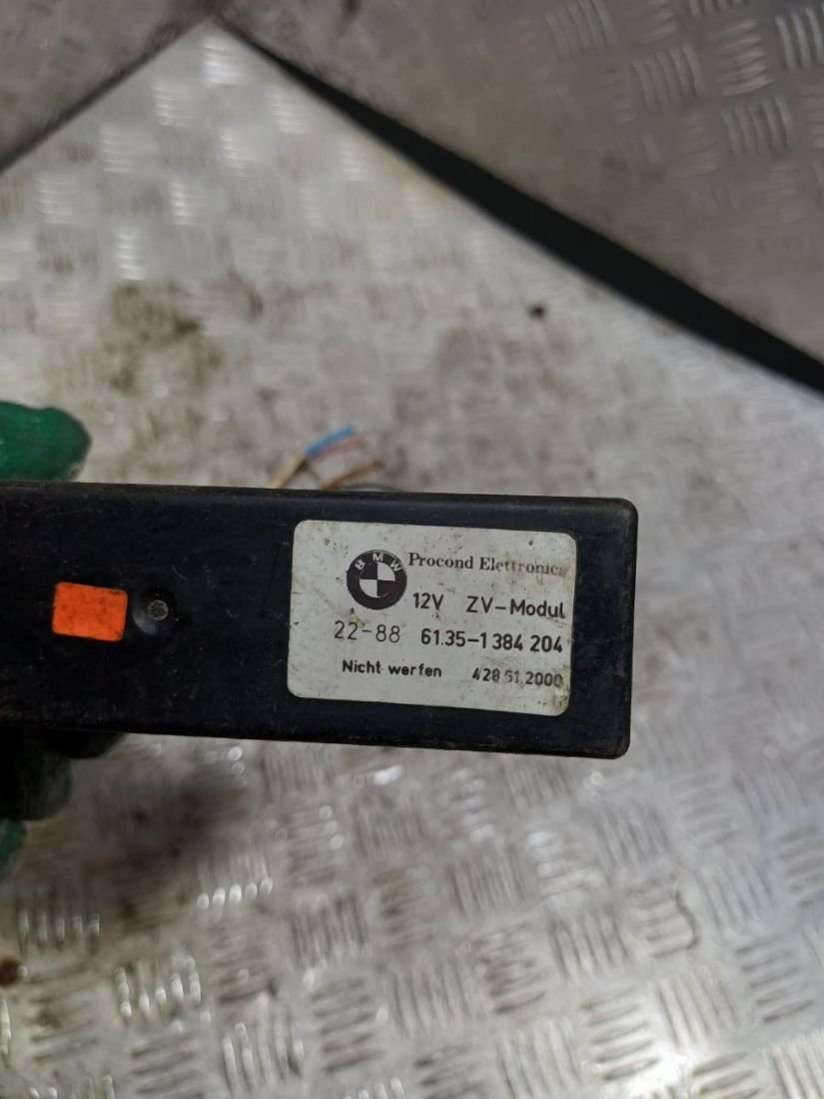 BMW
Procond Elettronica
12V ZV-Modul
22-88 61.35-1 384 204
Nicht werfen 428 51.2000